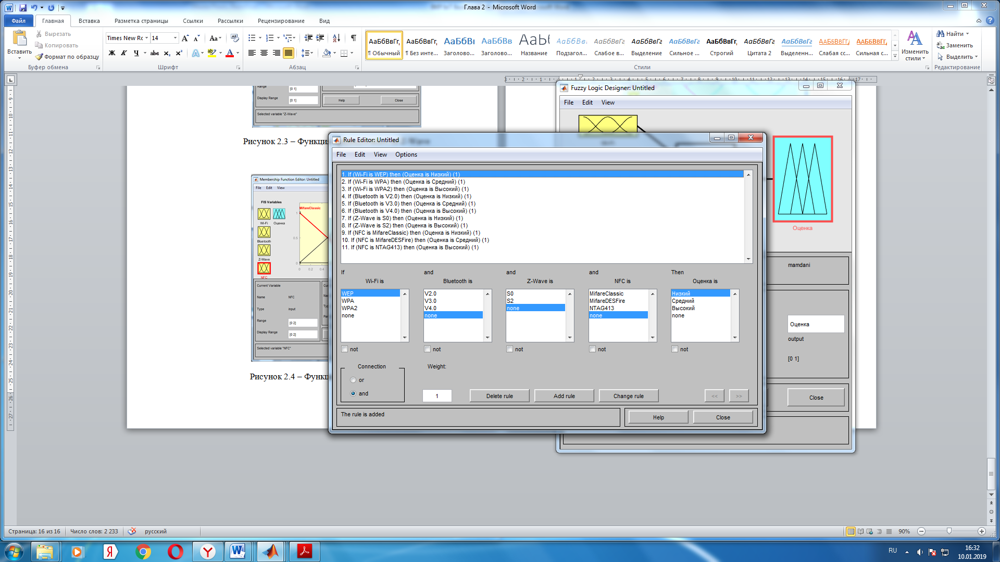 Глава 2 - Microsoft Word
Файл Главная Вставка Разметка страницы Ссылки Рассылки Рецензирование Вид
Вставить
Вырезать
Копировать
Формат по образцу
Буфер обмена
Times New Rc 14
Шрифт
Абзац
АаБбВвГг, АаБбВвГг, АаБбВı АаБбВв АаБ АаБбВв. АаБбВвГг АаБбВвГг АаБбВвГг АаБбВвГг, АаБбВвГг АаБбВвГг АаБбВвГг, АаБбВвГг,
¶ Обычный ¶ Без инте... Заголово... Заголово... Название Подзагол... Слабое в... Выделение Сильное ... Строгий Цитата 2 Выделенн... Слабая сс... Сильная с...
Стили
Изменить стили
Найти
Заменить
Выделить
Редактирование
Range [0 1]
Display Range [0 1]
Help Close
Selected variable "Z-Wave"
Рисунок 2.3 – Функция
Membership Function Editor: Untitled
File Edit View
FIS Variables
Wi-Fi Оценка
Bluetooth
Z-Wave
NFC
MifareClassic
1
0.5
0
0 0.2 0.4
Current Variable
Name NFC
Type input
Range [0 2]
Display Range [0 2]
Selected variable "NFC"
Рисунок 2.4 – Функц
Fuzzy Logic Designer: Untitled
File Edit View
Оценка
mamdani
Оценка
output
[0 1]
Close
Rule Editor: Untitled
File Edit View Options
1. If (Wi-Fi is WEP) then (Оценка is Низкий) (1)
2. If (Wi-Fi is WPA) then (Оценка is Средний) (1)
3. If (Wi-Fi is WPA2) then (Оценка is Высокий) (1)
4. If (Bluetooth is V2.0) then (Оценка is Низкий) (1)
5. If (Bluetooth is V3.0) then (Оценка is Средний) (1)
6. If (Bluetooth is V4.0) then (Оценка is Высокий) (1)
7. If (Z-Wave is S0) then (Оценка is Низкий) (1)
8. If (Z-Wave is S2) then (Оценка is Высокий) (1)
9. If (NFC is MifareClassic) then (Оценка is Низкий) (1)
10. If (NFC is MifareDESFire) then (Оценка is Средний) (1)
11. If (NFC is NTAG413) then (Оценка is Высокий) (1)
If and and and Then
Wi-Fi is Bluetooth is Z-Wave is NFC is Оценка is
WEP V2.0 S0 MifareClassic Низкий
WPA V3.0 S2 MifareDESFire Средний
WPA2 V4.0 none NTAG413 Высокий
none none none none
not not not not not
Connection
or
and
Weight:
1
Delete rule Add rule Change rule << >>
The rule is added
Help Close
Страница: 16 из 16 Число слов: 2 233 русский 90%
RU 16:32
10.01.2019